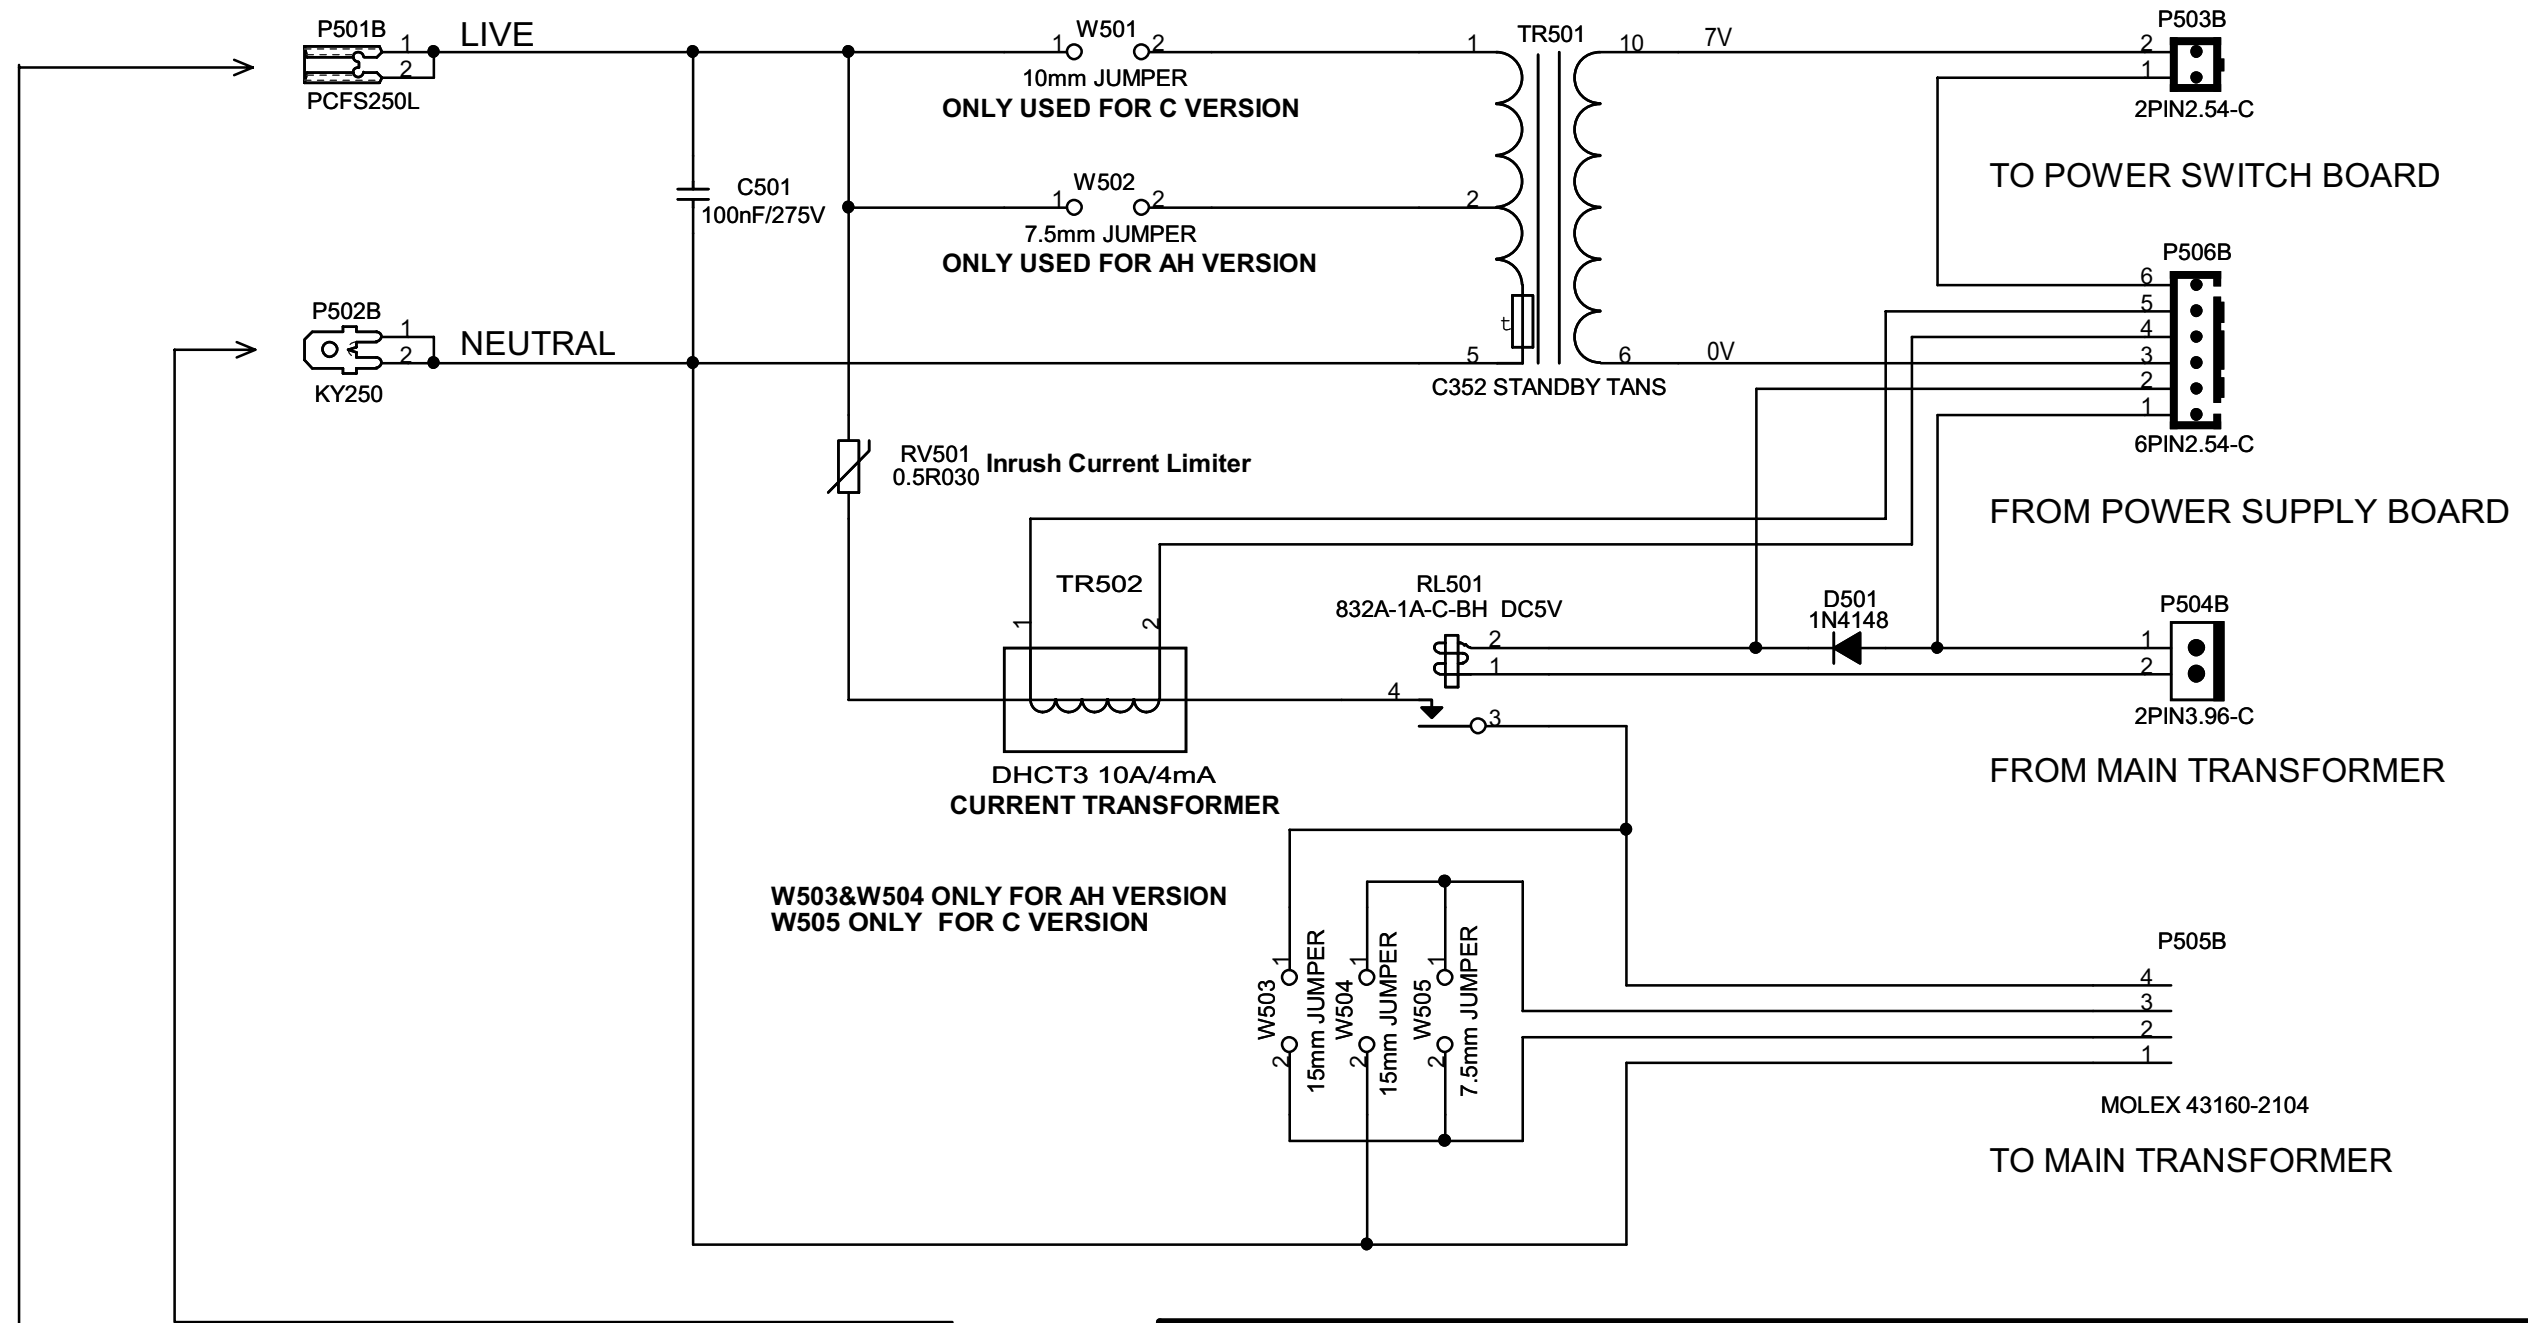 P501B
1
2
PCFS250L
LIVE
1
W501
2
10mm JUMPER
ONLY USED FOR C VERSION
1
TR501
10
7V
P503B
2
1
2PIN2.54-C
TO POWER SWITCH BOARD
C501
100nF/275V
1
W502
2
7.5mm JUMPER
ONLY USED FOR AH VERSION
2
t
P502B
1
2
KY250
NEUTRAL
5
6
0V
C352 STANDBY TANS
P506B
6
5
4
3
2
1
6PIN2.54-C
FROM POWER SUPPLY BOARD
RV501
0.5R030
Inrush Current Limiter
TR502
1
2
DHCT3 10A/4mA
CURRENT TRANSFORMER
RL501
832A-1A-C-BH DC5V
2
1
4
3
D501
1N4148
P504B
1
2
2PIN3.96-C
FROM MAIN TRANSFORMER
W503&W504 ONLY FOR AH VERSION
W505 ONLY FOR C VERSION
1
W503
2
15mm JUMPER
1
W504
2
15mm JUMPER
1
W505
2
7.5mm JUMPER
P505B
4
3
2
1
MOLEX 43160-2104
TO MAIN TRANSFORMER